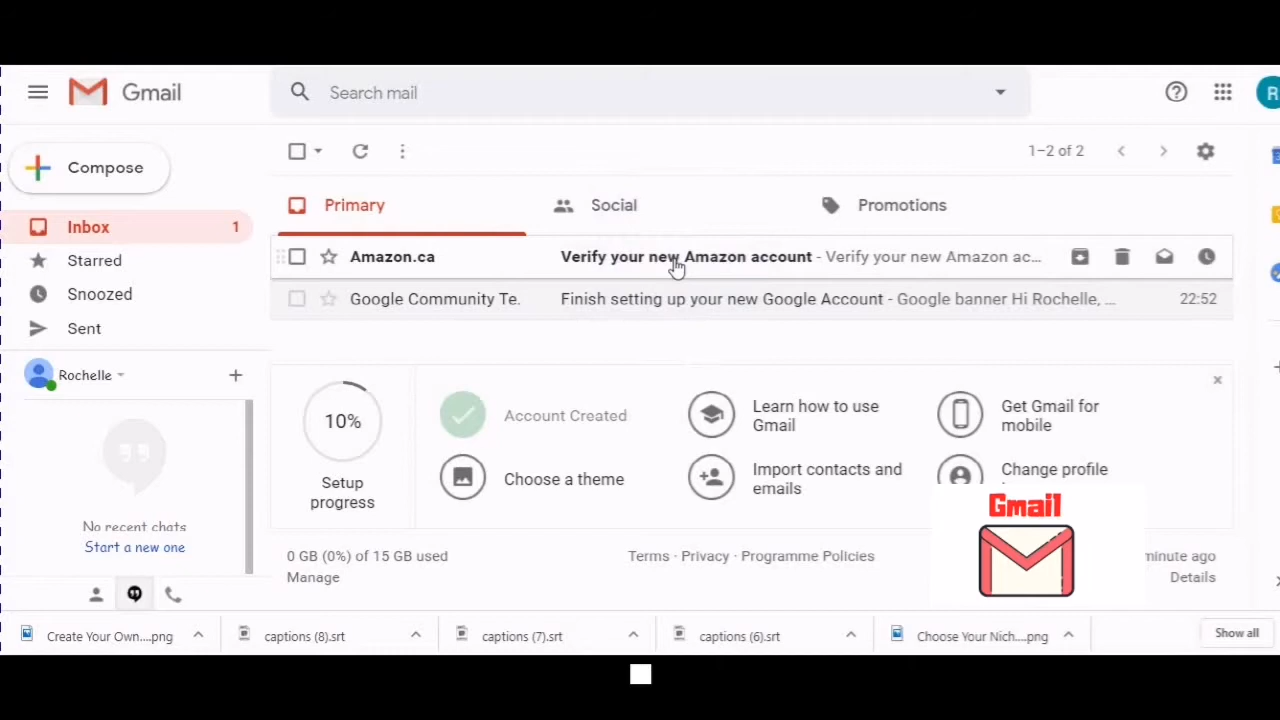 Gmail
Search mail
R
Compose
1–2 of 2
Inbox 1
Primary
Social
Promotions
Starred
Amazon.ca Verify your new Amazon account - Verify your new Amazon ac...
Snoozed
Google Community Te. Finish setting up your new Google Account - Google banner Hi Rochelle, ... 22:52
Sent
Rochelle
10%
Setup
progress
Account Created
Learn how to use
Gmail
Get Gmail for
mobile
Choose a theme
Import contacts and
emails
Change profile
No recent chats
Start a new one
Gmail
0 GB (0%) of 15 GB used
Manage
Terms · Privacy · Programme Policies
minute ago
Details
Create Your Own....png
captions (8).srt
captions (7).srt
captions (6).srt
Choose Your Nich....png
Show all